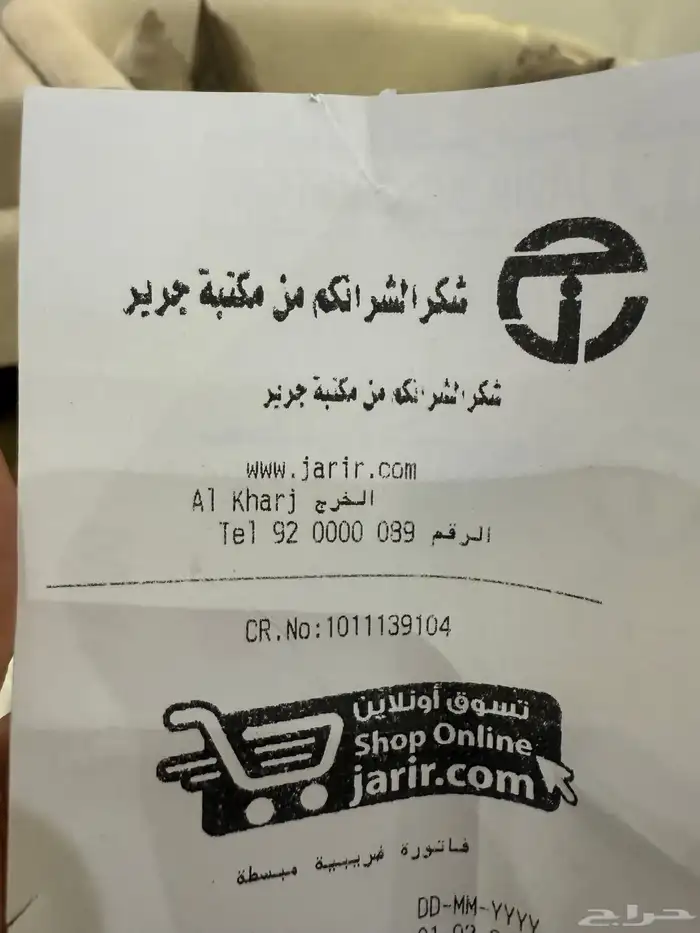 شكرا لشرائكم من مكتبة جرير
شكرا لشرائكم من مكتبة جرير
www.jarir.com
Al Kharj الخرج
Tel 92 0000 089 الرقم
CR.No:1011139104
تسوق أونلاين
Shop Online
jarir.com
فاتورة ضريبية مبسطة
DD-MM-YYYY
حراج